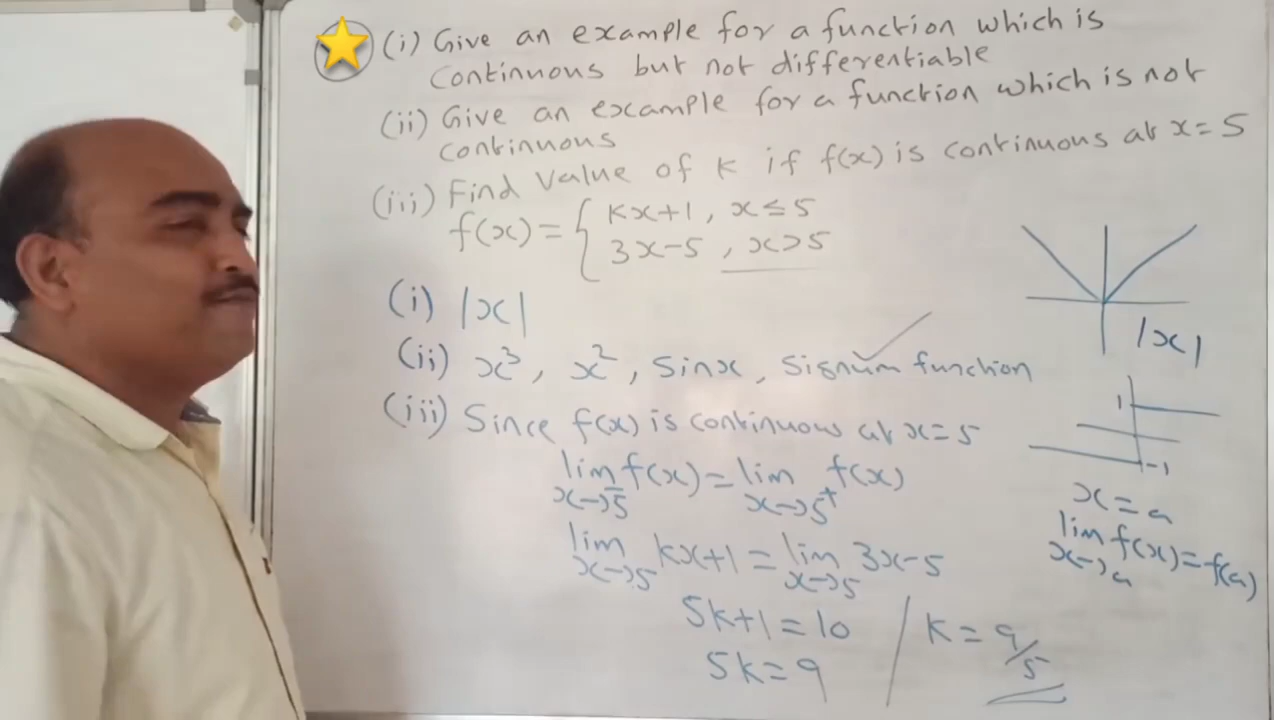 (i) Give an example for a function which is
continuous but not differentiable
(ii) Give an example for a function which is not
continuous
(iii) Find value of K if f(x) is continuous at x=5
f(x)= { Kx+1, x≤5
3x-5, x>5
(i) |x|
|x|
(ii) x³, x², Sinx, Signum function
1
-1
(iii) Since f(x) is continuous at x=5
lim x→5⁻ f(x) = lim x→5⁺ f(x)
x=a
lim x→a f(x)=f(a)
lim x→5 Kx+1 = lim x→5 3x-5
5K+1=10
5K=9
K=9/5